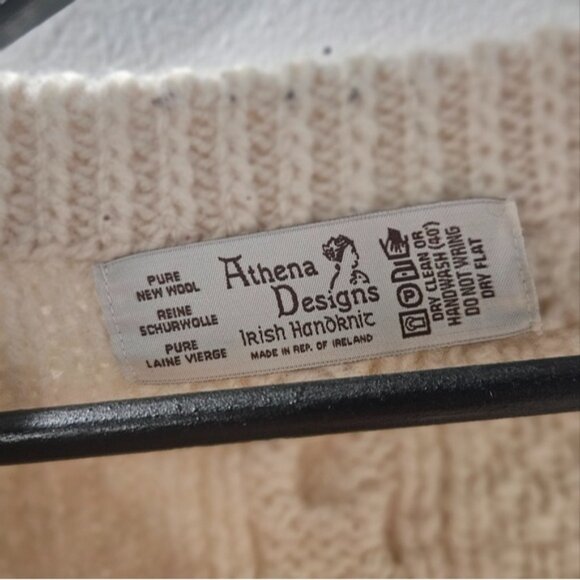 PURE
NEW WOOL
REINE
SCHURWOLLE
PURE
LAINE VIERGE
Athena
Designs
Irish Handknit
MADE IN REP. OF IRELAND
DRY CLEAN OR
HANDWASH (40°)
DO NOT WRING
DRY FLAT